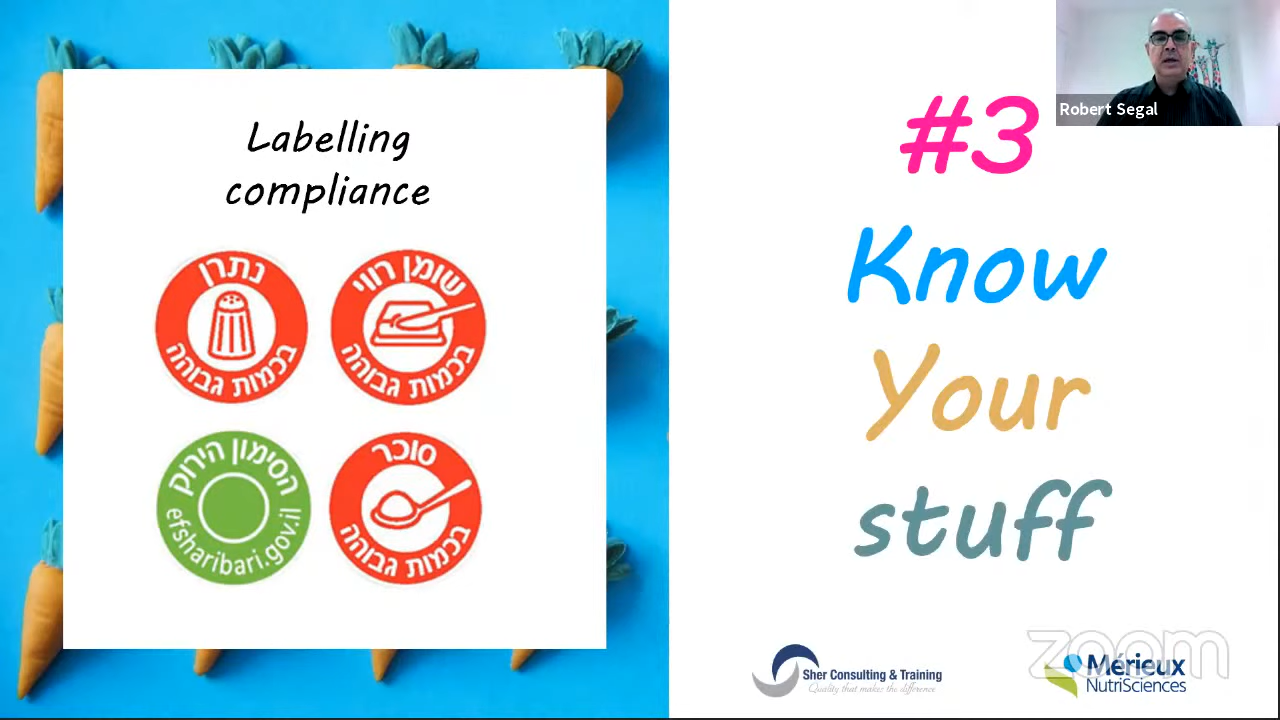 Labelling
compliance
נתרן
בכמות גבוהה
שומן רווי
בכמות גבוהה
הסימון הירוק
efsharibari.gov.il
סוכר
בכמות גבוהה
#3
Know
Your
stuff
Robert Segal
Sher Consulting & Training
Quality that makes the difference
zoom
Mérieux
NutriSciences